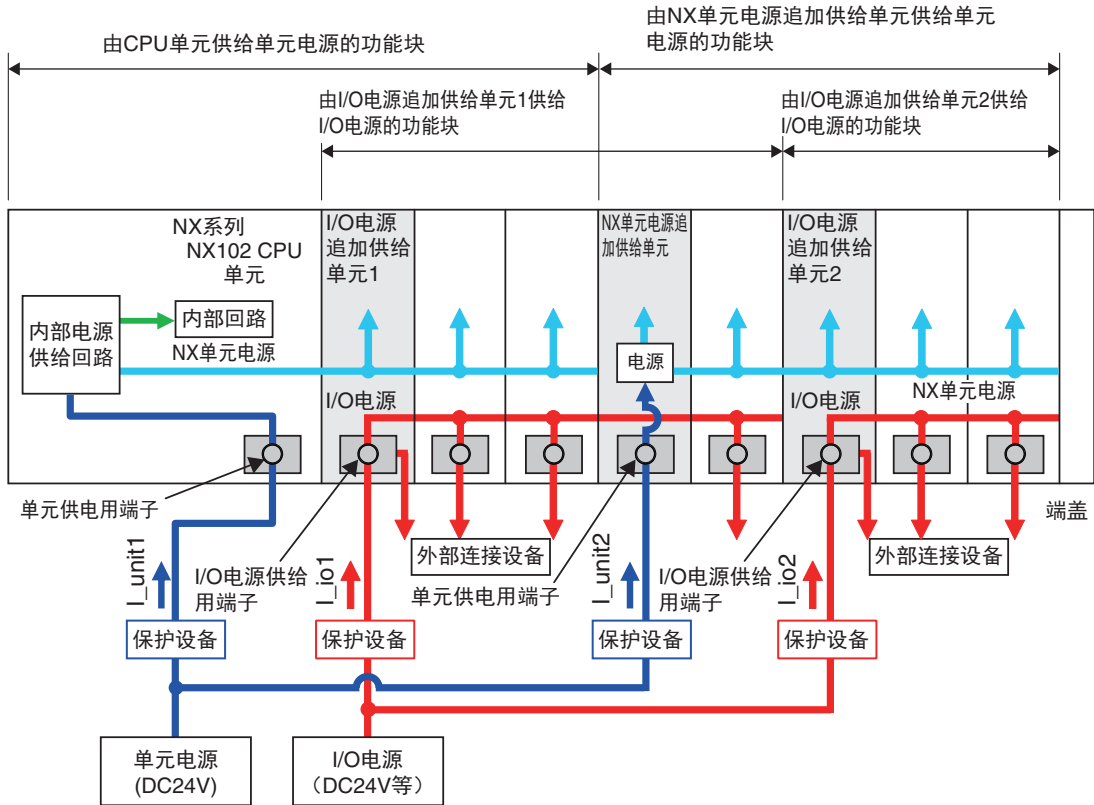 由CPU单元供给单元电源的功能块
由NX单元电源追加供给单元供给单元
电源的功能块
由I/O电源追加供给单元1供给
I/O电源的功能块
由I/O电源追加供给单元2供给
I/O电源的功能块
NX系列
NX102 CPU
单元
I/O电源
追加供给
单元1
NX单元电源追
加供给单元
I/O电源
追加供给
单元2
内部电源
供给回路
内部回路
NX单元电源
电源
NX单元电源
I/O电源
I/O电源
单元供电用端子
端盖
外部连接设备
外部连接设备
I_unit1
I/O电源供给
用端子
I_io1
单元供电用端子
I_unit2
I/O电源供给
用端子
I_io2
保护设备
保护设备
保护设备
保护设备
单元电源
(DC24V)
I/O电源
（DC24V等）